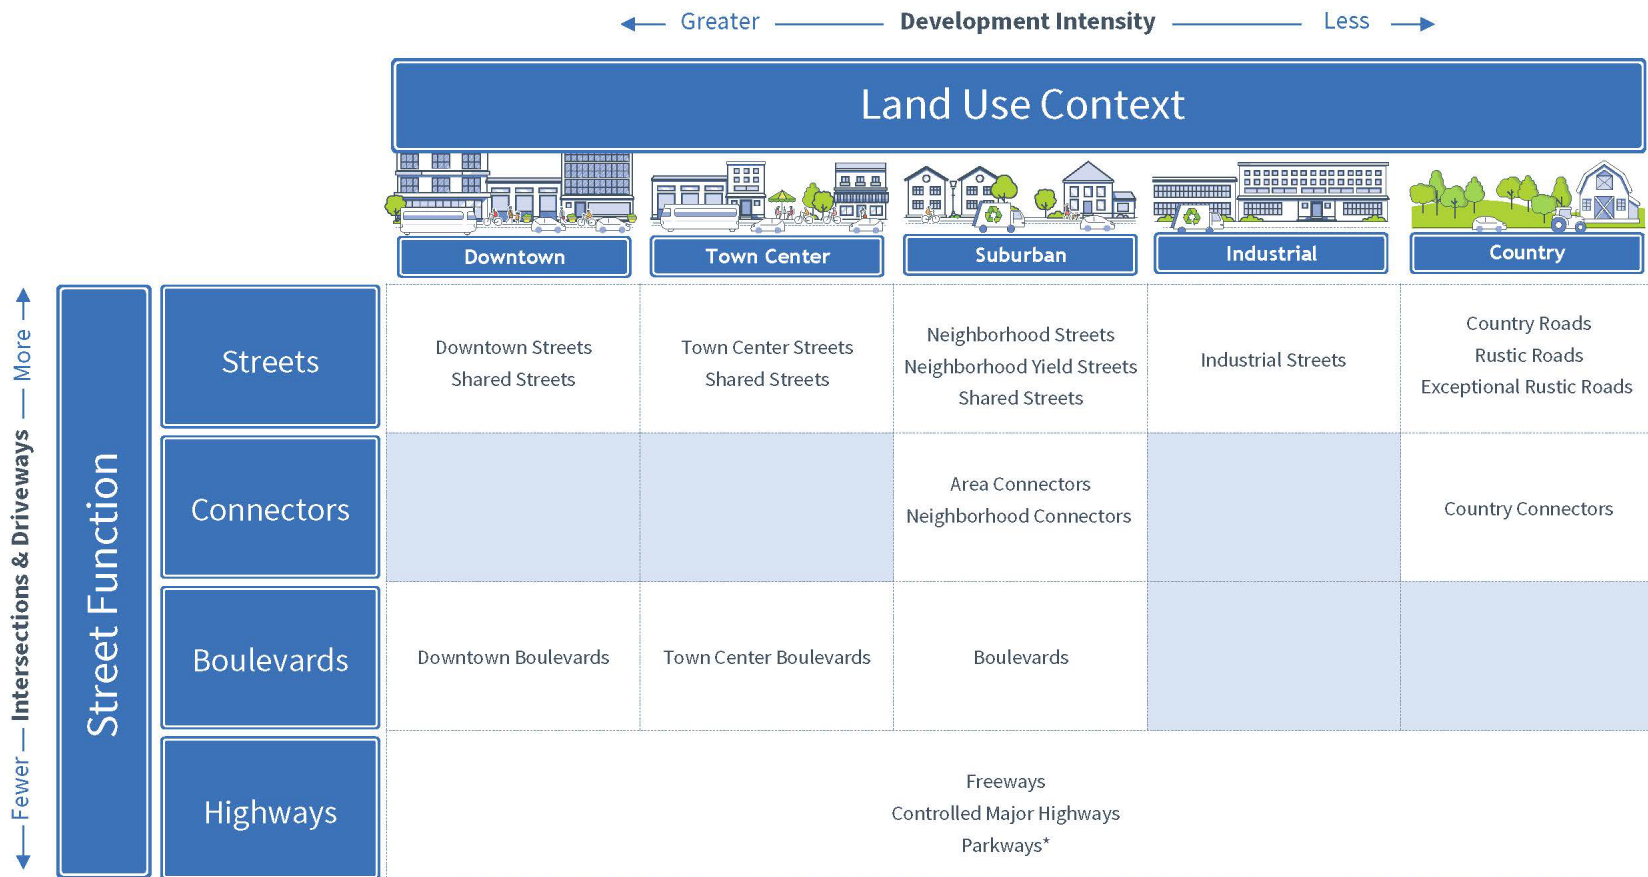 Greater Development Intensity Less
Land Use Context
Downtown Town Center Suburban Industrial Country
Fewer Intersections & Driveways More
Street Function
Streets
Downtown Streets
Shared Streets
Town Center Streets
Shared Streets
Neighborhood Streets
Neighborhood Yield Streets
Shared Streets
Industrial Streets
Country Roads
Rustic Roads
Exceptional Rustic Roads
Connectors
Area Connectors
Neighborhood Connectors
Country Connectors
Boulevards
Downtown Boulevards
Town Center Boulevards
Boulevards
Highways
Freeways
Controlled Major Highways
Parkways*